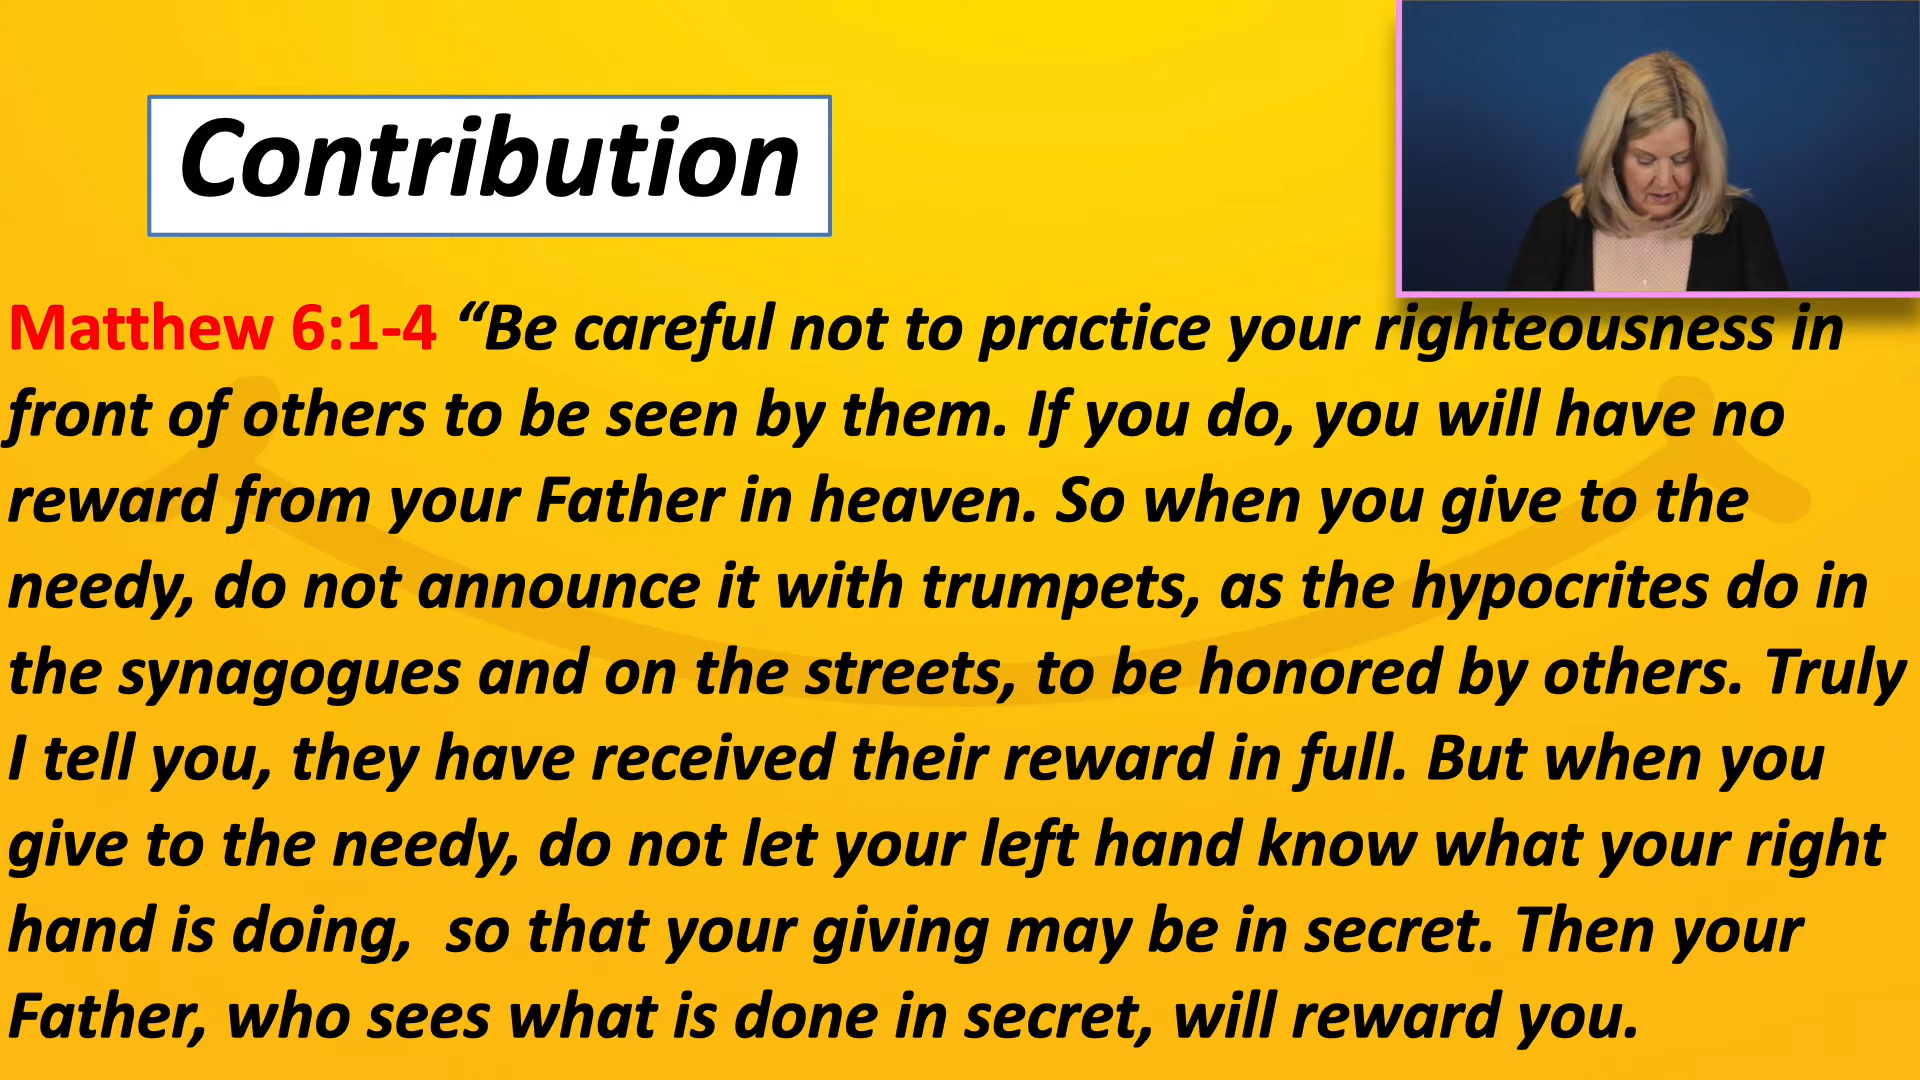 Contribution
Matthew 6:1-4 “Be careful not to practice your righteousness in
front of others to be seen by them. If you do, you will have no
reward from your Father in heaven. So when you give to the
needy, do not announce it with trumpets, as the hypocrites do in
the synagogues and on the streets, to be honored by others. Truly
I tell you, they have received their reward in full. But when you
give to the needy, do not let your left hand know what your right
hand is doing,  so that your giving may be in secret. Then your
Father, who sees what is done in secret, will reward you.